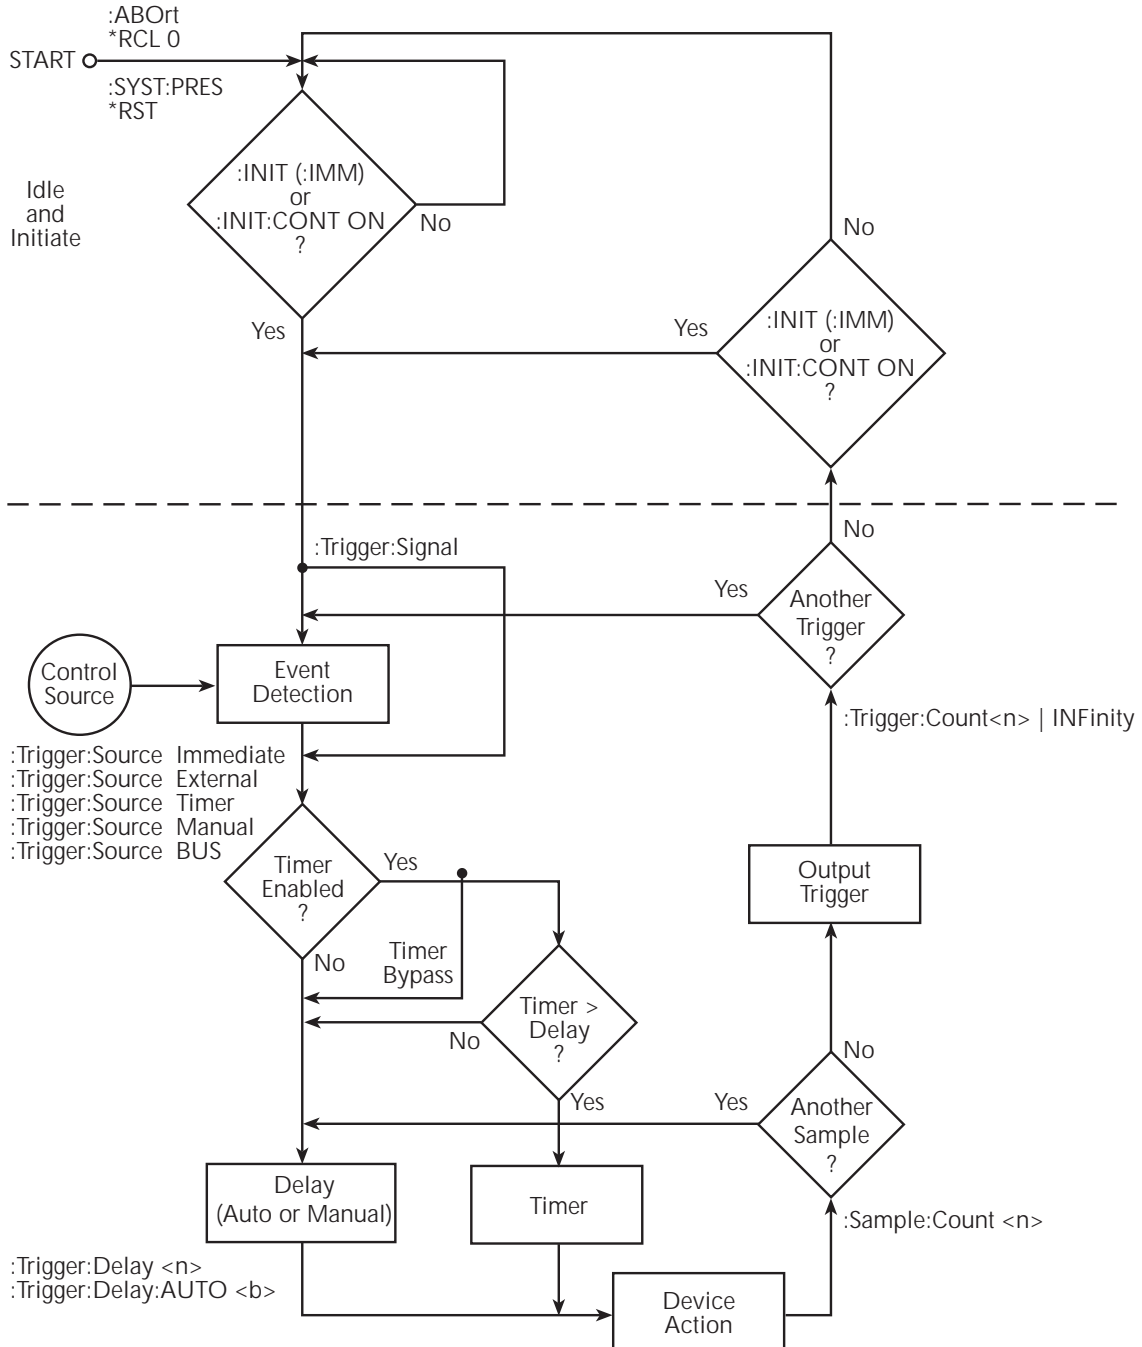 :ABOrt
*RCL 0
START
:SYST:PRES
*RST
Idle
and
Initiate
:INIT (:IMM)
or
:INIT:CONT ON
?
No
Yes
No
:INIT (:IMM)
or
:INIT:CONT ON
?
Yes
No
:Trigger:Signal
Yes
Another
Trigger
?
Control
Source
Event
Detection
:Trigger:Count<n> | INFinity
:Trigger:Source Immediate
:Trigger:Source External
:Trigger:Source Timer
:Trigger:Source Manual
:Trigger:Source BUS
Timer
Enabled
?
Yes
No
Timer
Bypass
Output
Trigger
Timer >
Delay
?
No
Yes
No
Yes
Another
Sample
?
Delay
(Auto or Manual)
Timer
:Sample:Count <n>
:Trigger:Delay <n>
:Trigger:Delay:AUTO <b>
Device
Action